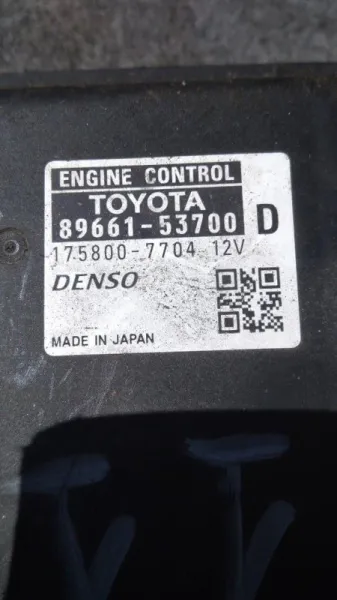 ENGINE CONTROL
TOYOTA
89661-53700 D
175800-7704 12V
DENSO
MADE IN JAPAN